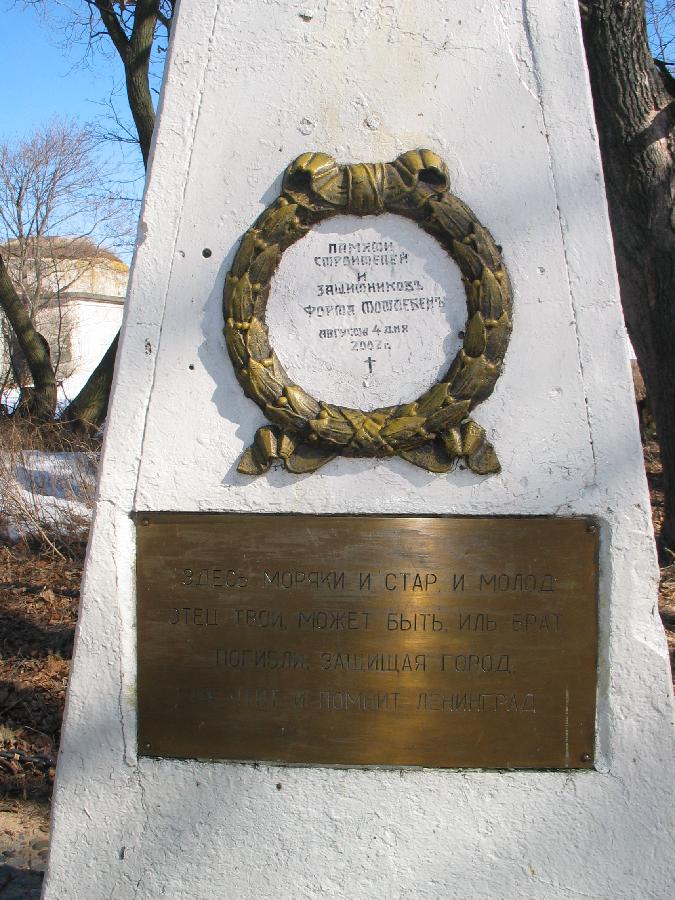 ПАМЯТИ
СТРОИТЕЛЕЙ
И
ЗАЩИТНИКОВЪ
ФОРТА ТОТЛЕБЕНЪ
АВГУСТА 4 ДНЯ
2002 г.
ЗДЕСЬ МОРЯКИ И СТАР, И МОЛОД
ОТЕЦ ТВОЙ, МОЖЕТ БЫТЬ, ИЛЬ БРАТ
ПОГИБЛИ, ЗАЩИЩАЯ ГОРОД,
ЧТИТ И ПОМНИТ ЛЕНИНГРАД